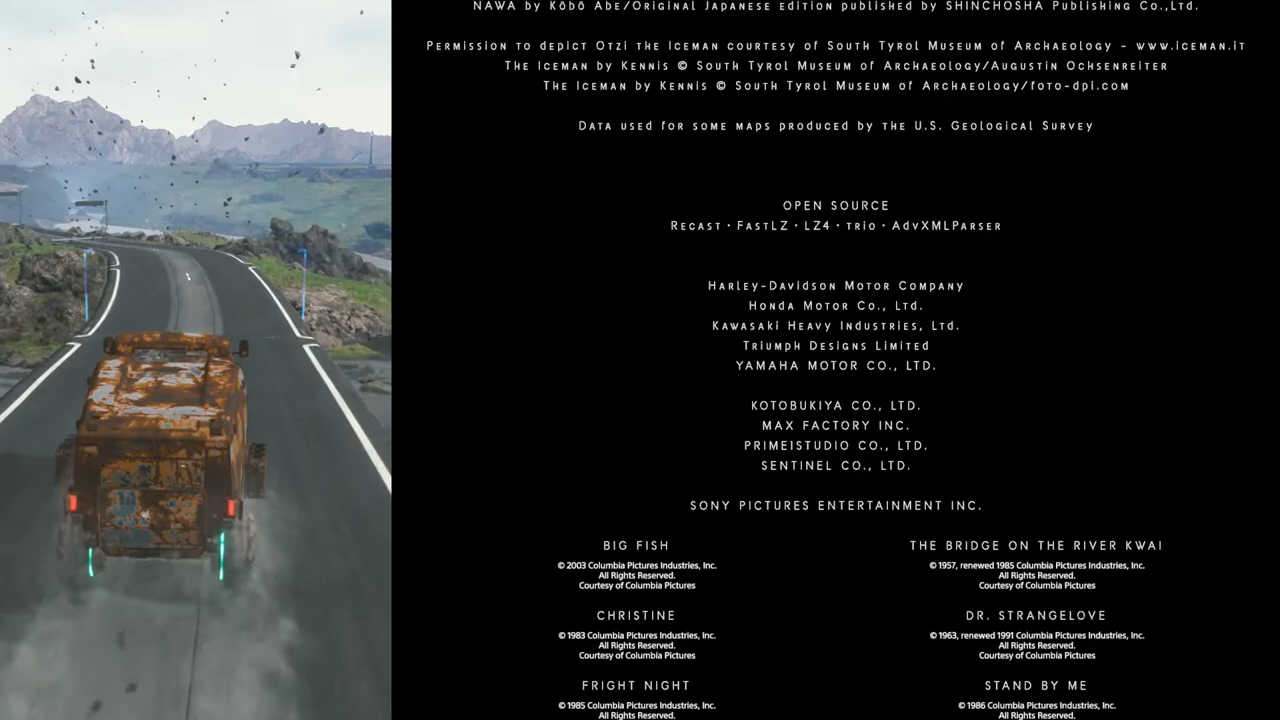 NAWA by Kōbō Abe/Original Japanese edition published by SHINCHOSHA Publishing Co.,Ltd.
Permission to depict Otzi the Iceman courtesy of South Tyrol Museum of Archaeology - www.iceman.it
The Iceman by Kennis © South Tyrol Museum of Archaeology/Augustin Ochsenreiter
The Iceman by Kennis © South Tyrol Museum of Archaeology/foto-dpi.com
Data used for some maps produced by the U.S. Geological Survey
OPEN SOURCE
Recast・FastLZ・LZ4・trio・AdvXMLParser
Harley-Davidson Motor Company
Honda Motor Co., Ltd.
Kawasaki Heavy Industries, Ltd.
Triumph Designs Limited
YAMAHA MOTOR CO., LTD.
KOTOBUKIYA CO., LTD.
MAX FACTORY INC.
PRIME1STUDIO CO., LTD.
SENTINEL CO., LTD.
SONY PICTURES ENTERTAINMENT INC.
BIG FISH
© 2003 Columbia Pictures Industries, Inc.
All Rights Reserved.
Courtesy of Columbia Pictures
THE BRIDGE ON THE RIVER KWAI
© 1957, renewed 1985 Columbia Pictures Industries, Inc.
All Rights Reserved.
Courtesy of Columbia Pictures
CHRISTINE
© 1983 Columbia Pictures Industries, Inc.
All Rights Reserved.
Courtesy of Columbia Pictures
DR. STRANGELOVE
© 1963, renewed 1991 Columbia Pictures Industries, Inc.
All Rights Reserved.
Courtesy of Columbia Pictures
FRIGHT NIGHT
© 1985 Columbia Pictures Industries, Inc.
All Rights Reserved.
STAND BY ME
© 1986 Columbia Pictures Industries, Inc.
All Rights Reserved.